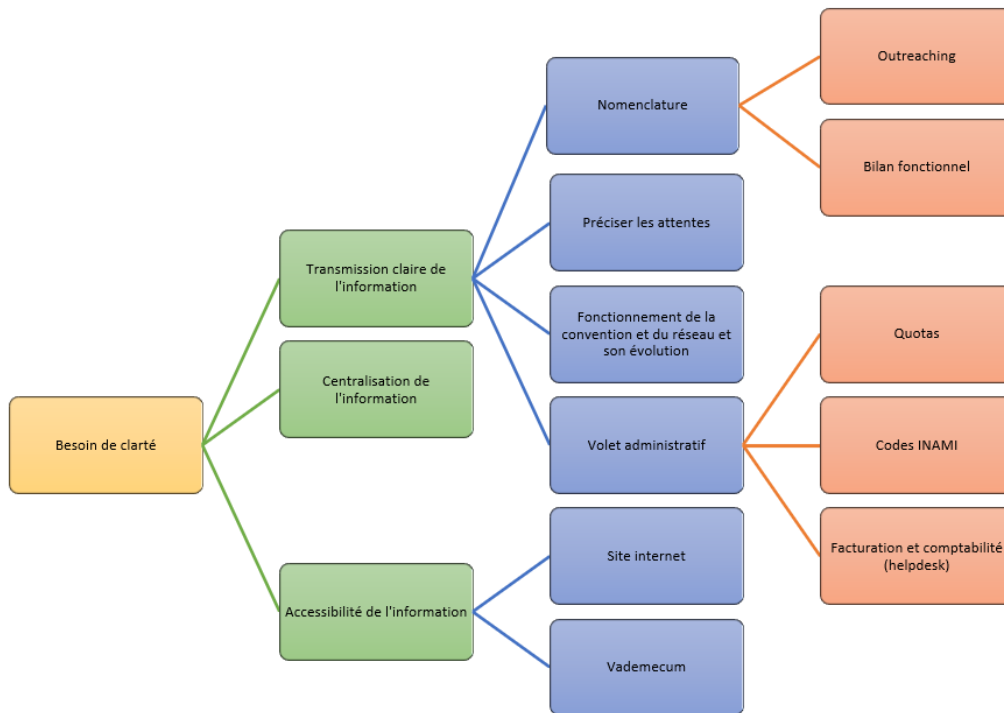 Outreaching
Nomenclature
Bilan fonctionnel
Préciser les attentes
Transmission claire de
l'information
Fonctionnement de la
convention et du réseau et
son évolution
Quotas
Centralisation de
l'information
Besoin de clarté
Volet administratif
Codes INAMI
Site internet
Facturation et comptabilité
(helpdesk)
Accessibilité de l'information
Vademecum